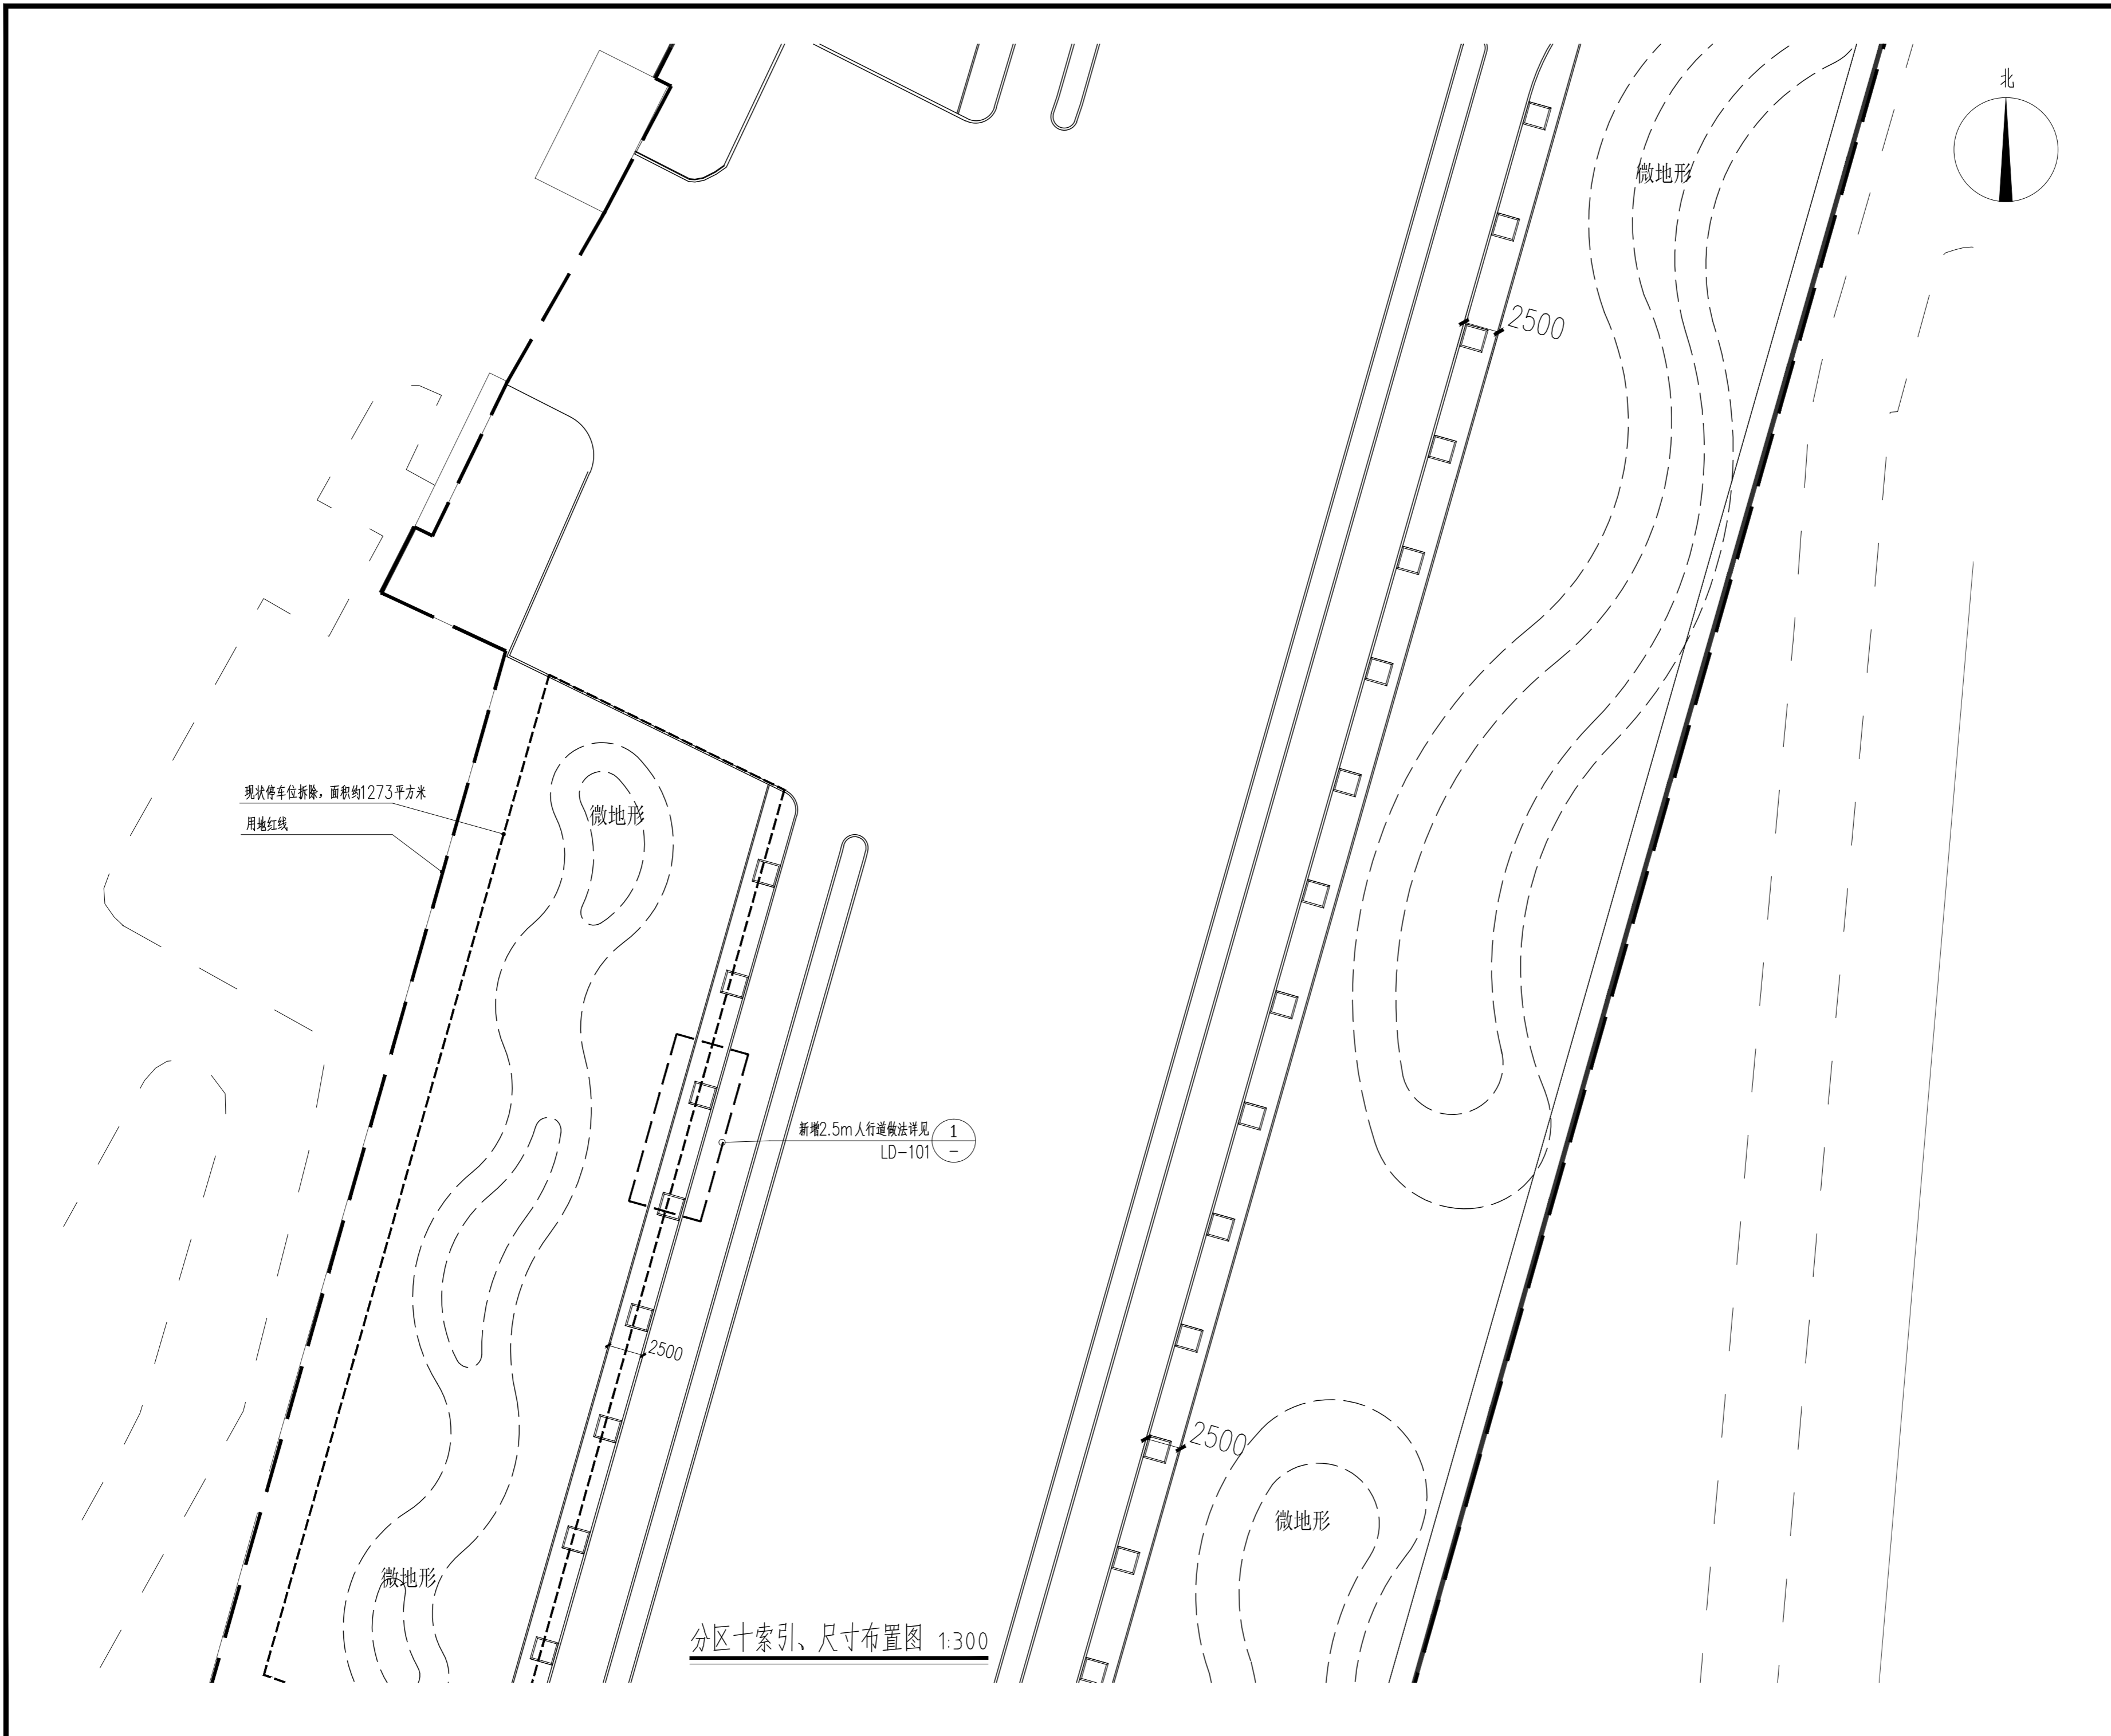 北
微地形
2500
现状停车位拆除，面积约1273平方米
用地红线
微地形
新增2.5m人行道做法详见
LD-101
1
-
2500
2500
微地形
微地形
分区十索引、尺寸布置图 1:300